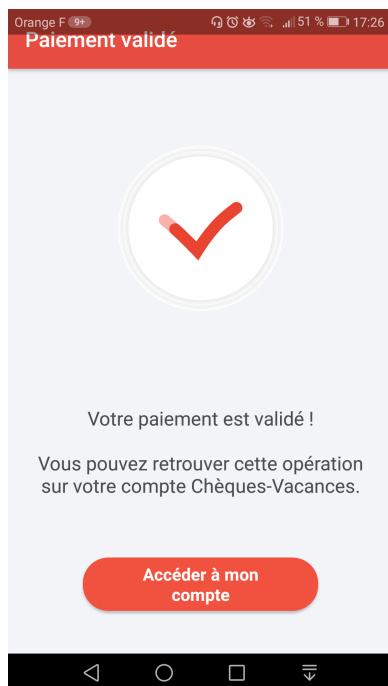 Orange F 9+ 51 % 17:26
Paiement validé
Votre paiement est validé !
Vous pouvez retrouver cette opération
sur votre compte Chèques-Vacances.
Accéder à mon
compte